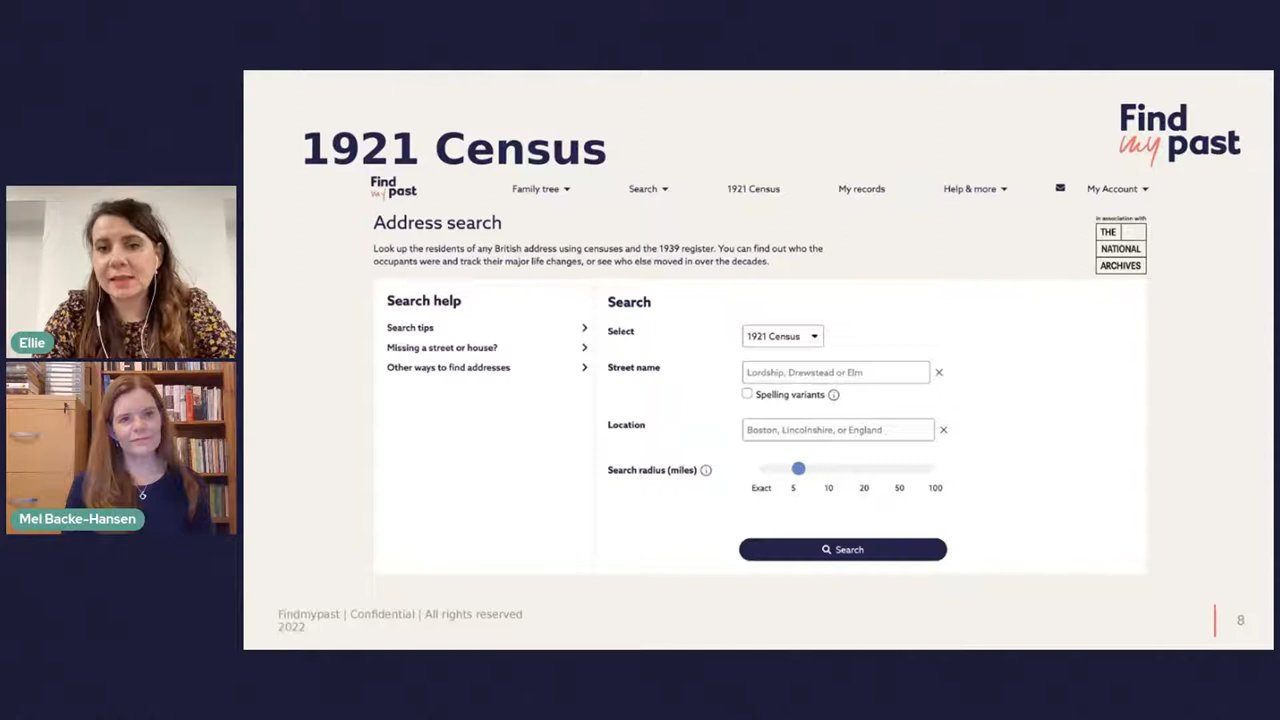 1921 Census
Find
my past
Find
my past
Family tree
Search
1921 Census
My records
Help & more
My Account
Address search
Look up the residents of any British address using censuses and the 1939 register. You can find out who the
occupants were and track their major life changes, or see who else moved in over the decades.
in association with
THE
NATIONAL
ARCHIVES
Search help
Search tips
Missing a street or house?
Other ways to find addresses
Search
Select
1921 Census
Street name
Lordship, Drewstead or Elm
Spelling variants
Location
Boston, Lincolnshire, or England
Search radius (miles)
Exact 5 10 20 50 100
Search
Ellie
Mel Backe-Hansen
Findmypast | Confidential | All rights reserved
2022
8